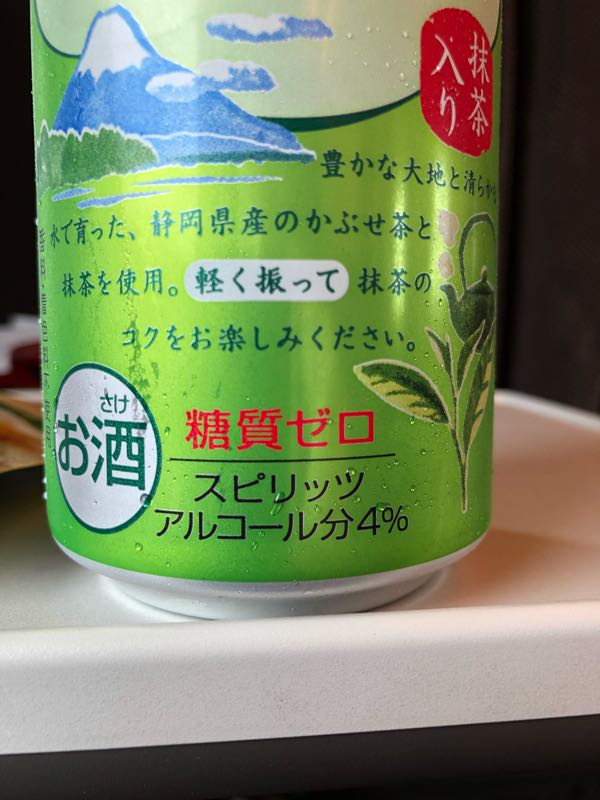 抹茶
入り
豊かな大地と清らかな
水で育った、静岡県産のかぶせ茶と
抹茶を使用。軽く振って抹茶の
コクをお楽しみください。
さけ
お酒
糖質ゼロ
スピリッツ
アルコール分4%